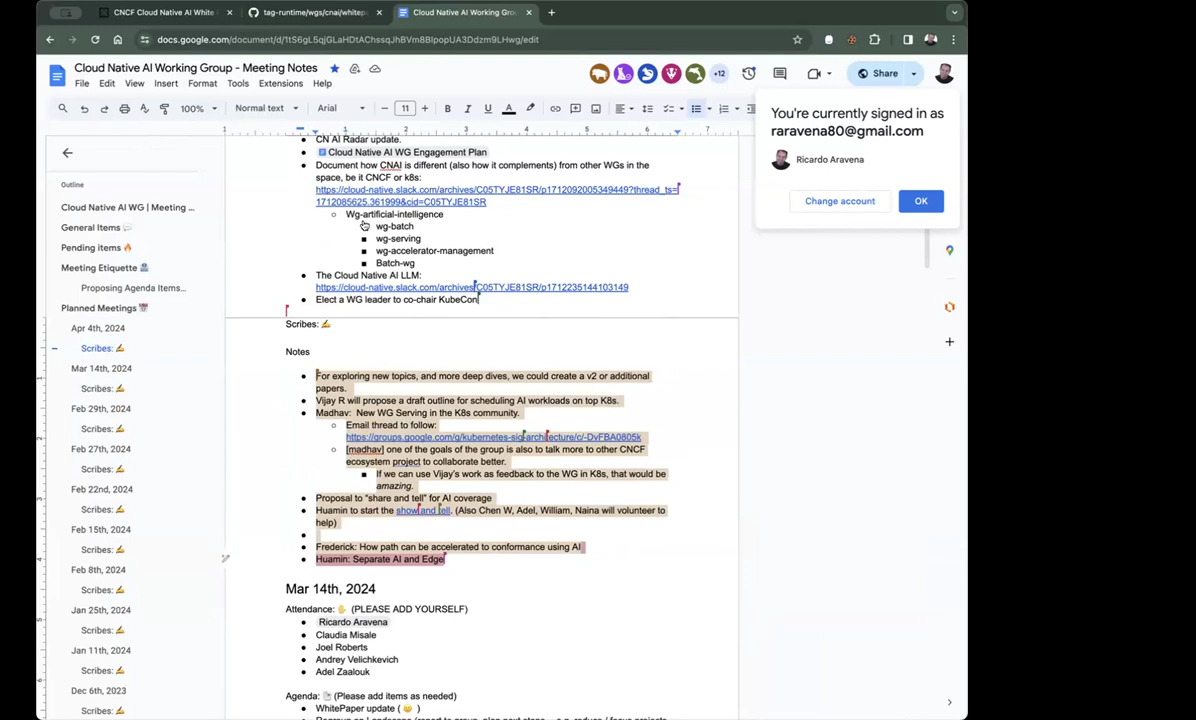 CNCF Cloud Native AI White
tag-runtime/wgs/cnai/whitep
Cloud Native AI Working Grou
docs.google.com/document/d/1tS6gL5qjGLaHDtAChssqJhBVm8BlpopUA3Ddzm9LHwg/edit
Cloud Native AI Working Group - Meeting Notes
File Edit View Insert Format Tools Extensions Help
+12
Share
100% Normal text Arial 11 B I U A
You're currently signed in as
raravena80@gmail.com
Ricardo Aravena
Change account OK
Outline
Cloud Native AI WG | Meeting ...
General Items 💬
Pending items 🔥
Meeting Etiquette
Proposing Agenda Items...
Planned Meetings 📅
Apr 4th, 2024
Scribes: ✍️
Mar 14th, 2024
Scribes: ✍️
Feb 29th, 2024
Scribes: ✍️
Feb 27th, 2024
Scribes: ✍️
Feb 22nd, 2024
Scribes: ✍️
Feb 15th, 2024
Scribes: ✍️
Feb 8th, 2024
Scribes: ✍️
Jan 25th, 2024
Scribes: ✍️
Jan 11th, 2024
Scribes: ✍️
Dec 6th, 2023
Scribes: ✍️
1 1 2 3 4 5 6 7
CN AI Radar update.
Cloud Native AI WG Engagement Plan
Document how CNAI is different (also how it complements) from other WGs in the
space, be it CNCF or k8s:
https://cloud-native.slack.com/archives/C05TYJE81SR/p1712092005349449?thread_ts=
1712085625.361999&cid=C05TYJE81SR
Wg-artificial-intelligence
wg-batch
wg-serving
wg-accelerator-management
Batch-wg
The Cloud Native AI LLM:
https://cloud-native.slack.com/archives/C05TYJE81SR/p1712235144103149
Elect a WG leader to co-chair KubeCon
Scribes: ✍️
Notes
For exploring new topics, and more deep dives, we could create a v2 or additional
papers.
Vijay R will propose a draft outline for scheduling AI workloads on top K8s.
Madhav: New WG Serving in the K8s community.
Email thread to follow:
https://groups.google.com/g/kubernetes-sig-architecture/c/-DvFBA0805k
[madhav] one of the goals of the group is also to talk more to other CNCF
ecosystem project to collaborate better.
If we can use Vijay's work as feedback to the WG in K8s, that would be
amazing.
Proposal to "share and tell" for AI coverage
Huamin to start the show and tell. (Also Chen W, Adel, William, Naina will volunteer to
help)
Frederick: How path can be accelerated to conformance using AI
Huamin: Separate AI and Edge
Mar 14th, 2024
Attendance: ✋ (PLEASE ADD YOURSELF)
Ricardo Aravena
Claudia Misale
Joel Roberts
Andrey Velichkevich
Adel Zaalouk
Agenda: (Please add items as needed)
WhitePaper update ( 😊 )